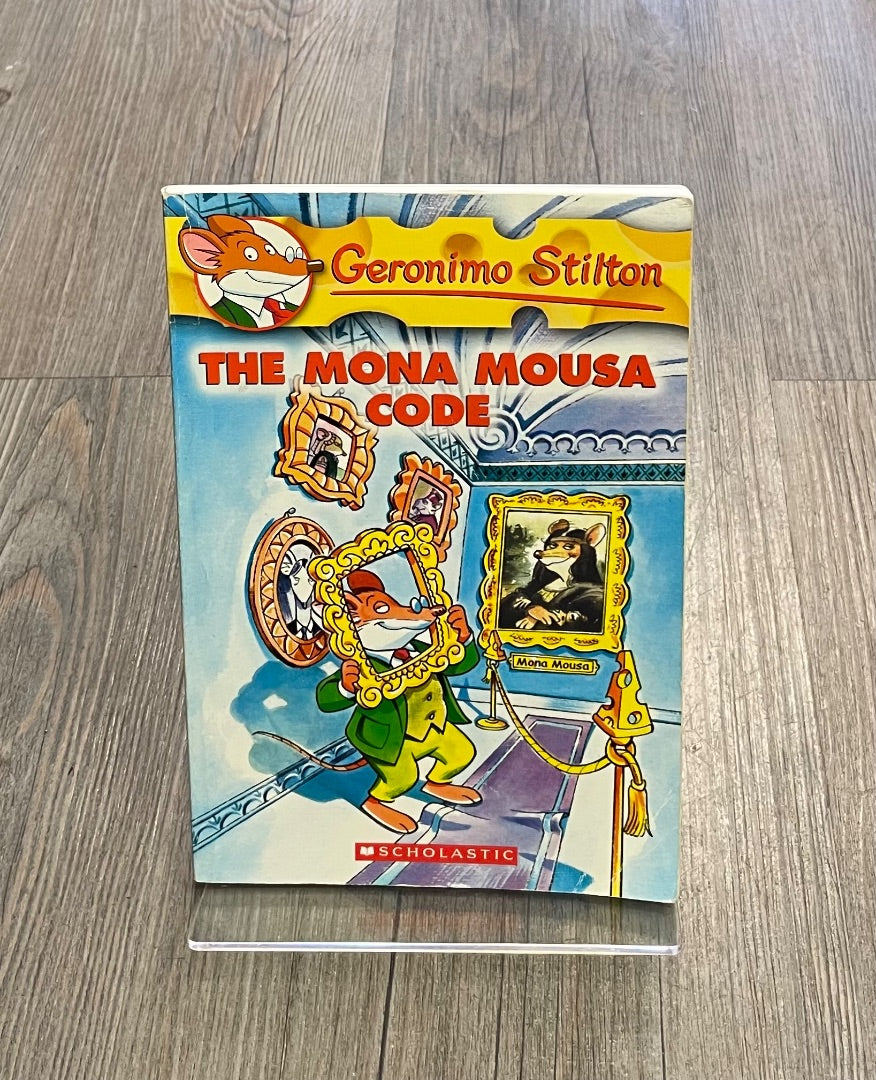 Geronimo Stilton
THE MONA MOUSA
CODE
Mona Mousa
SCHOLASTIC